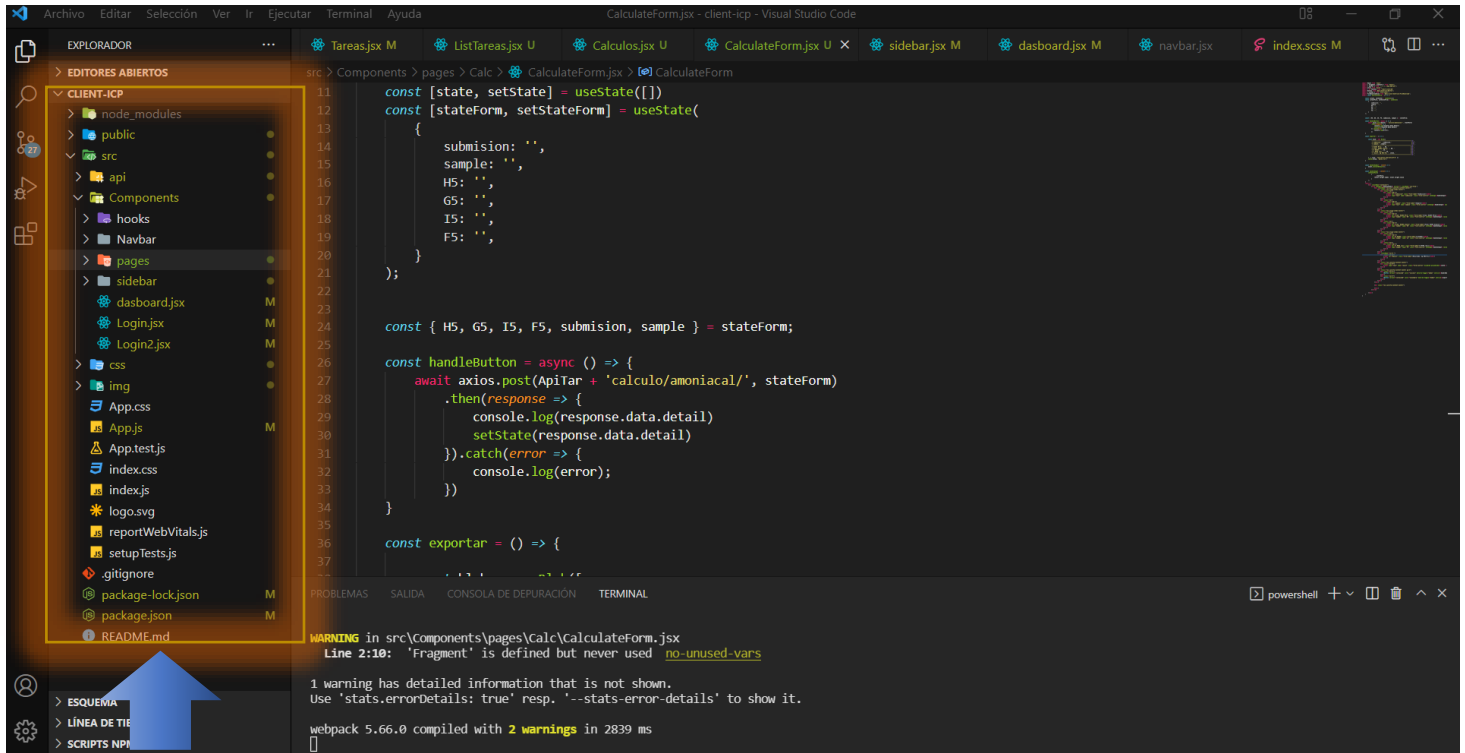 Archivo Editar Selección Ver Ir Ejecutar Terminal Ayuda
CalculateForm.jsx - client-icp - Visual Studio Code
EXPLORADOR
Tareas.jsx M
ListTareas.jsx U
Calculos.jsx U
CalculateForm.jsx U
sidebar.jsx M
dasboard.jsx M
navbar.jsx
index.scss M
EDITORES ABIERTOS
CLIENT-ICP
node_modules
public
src
api
Components
hooks
Navbar
pages
sidebar
dasboard.jsx M
Login.jsx M
Login2.jsx M
css
img
App.css
App.js M
App.test.js
index.css
index.js
logo.svg
reportWebVitals.js
setupTests.js
.gitignore
package-lock.json M
package.json M
README.md
27
ESQUEMA
LÍNEA DE TIE
SCRIPTS NPM
src > Components > pages > Calc > CalculateForm.jsx > CalculateForm
11 const [state, setState] = useState([])
12 const [stateForm, setStateForm] = useState(
13 {
14 submision: '',
15 sample: '',
16 H5: '',
17 G5: '',
18 I5: '',
19 F5: '',
20 }
21 );
22
23
24 const { H5, G5, I5, F5, submision, sample } = stateForm;
25
26 const handleButton = async () => {
27 await axios.post(ApiTar + 'calculo/amoniacal/', stateForm)
28 .then(response => {
29 console.log(response.data.detail)
30 setState(response.data.detail)
31 }).catch(error => {
32 console.log(error);
33 })
34 }
35
36 const exportar = () => {
37
PROBLEMAS SALIDA CONSOLA DE DEPURACIÓN TERMINAL
powershell
WARNING in src\Components\pages\Calc\CalculateForm.jsx
Line 2:10: 'Fragment' is defined but never used no-unused-vars
1 warning has detailed information that is not shown.
Use 'stats.errorDetails: true' resp. '--stats-error-details' to show it.
webpack 5.66.0 compiled with 2 warnings in 2839 ms